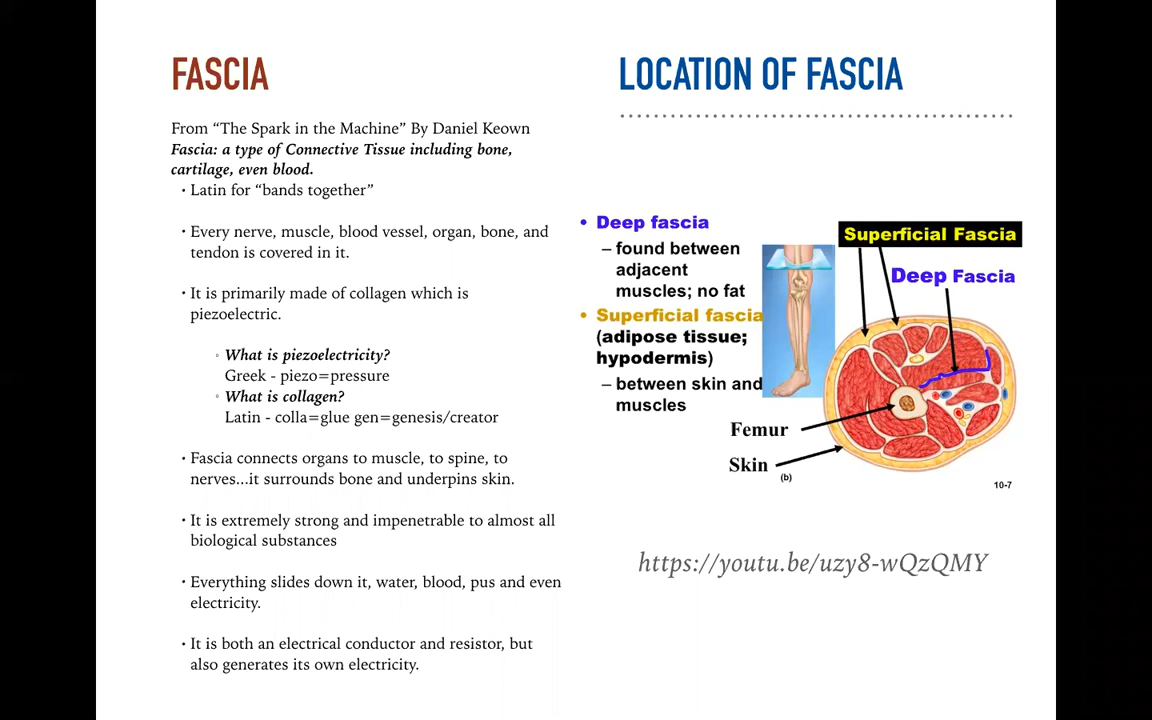 FASCIA
From “The Spark in the Machine” By Daniel Keown
Fascia: a type of Connective Tissue including bone,
cartilage, even blood.
• Latin for “bands together”
• Every nerve, muscle, blood vessel, organ, bone, and
tendon is covered in it.
• It is primarily made of collagen which is
piezoelectric.
◦ What is piezoelectricity?
Greek - piezo=pressure
◦ What is collagen?
Latin - colla=glue gen=genesis/creator
• Fascia connects organs to muscle, to spine, to
nerves...it surrounds bone and underpins skin.
• It is extremely strong and impenetrable to almost all
biological substances
• Everything slides down it, water, blood, pus and even
electricity.
• It is both an electrical conductor and resistor, but
also generates its own electricity.
LOCATION OF FASCIA
• Deep fascia
– found between
adjacent
muscles; no fat
• Superficial fascia
(adipose tissue;
hypodermis)
– between skin and
muscles
Superficial Fascia
Deep Fascia
Femur
Skin
(b)
10-7
https://youtu.be/uzy8-wQzQMY